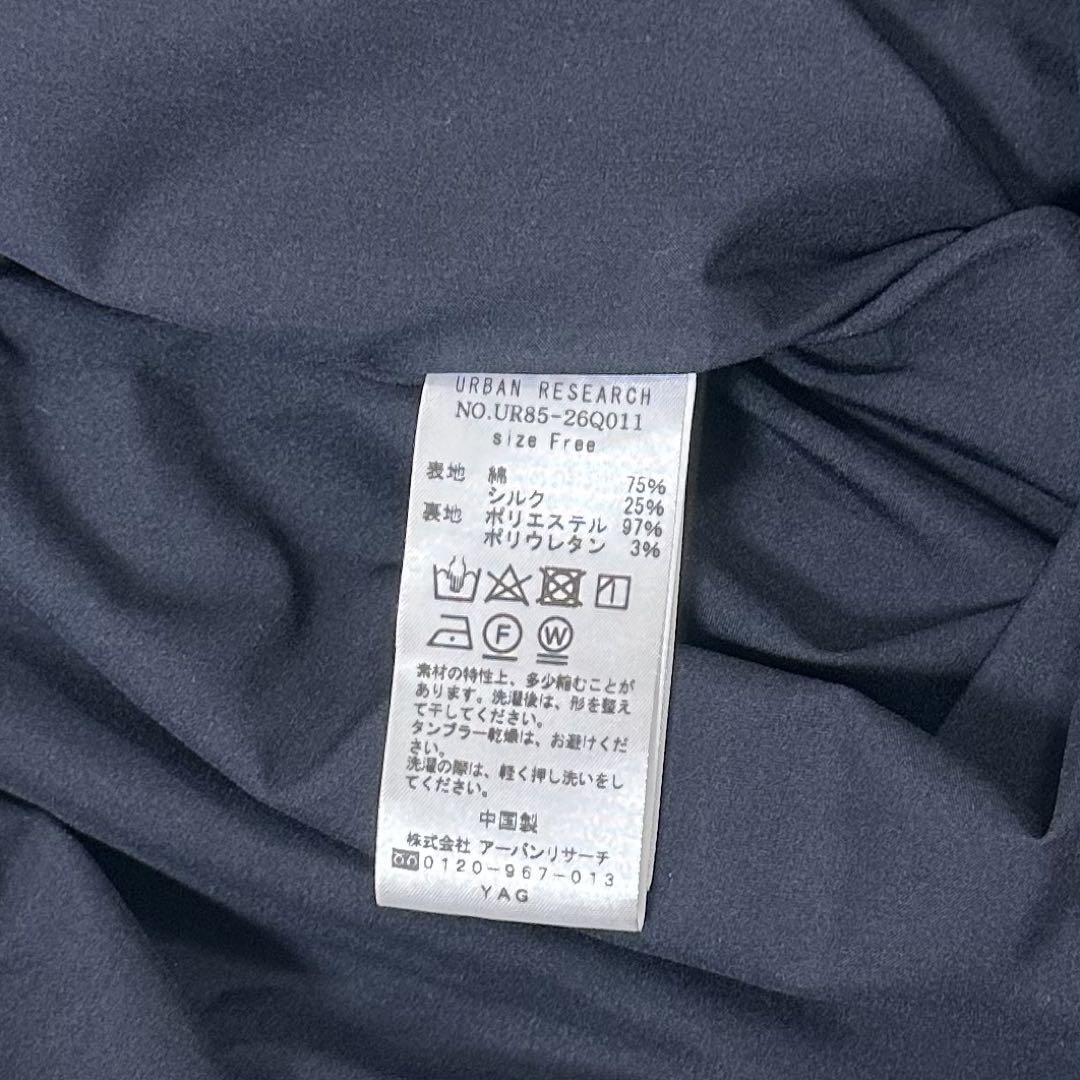 URBAN RESEARCH
NO.UR85-26Q011
size Free
表地 綿 75%
シルク 25%
裏地 ポリエステル 97%
ポリウレタン 3%
F W
素材の特性上、多少縮むことが
あります。洗濯後は、形を整え
て干してください。
タンブラー乾燥は、お避けくだ
さい。
洗濯の際は、軽く押し洗いをし
てください。
中国製
株式会社 アーバンリサーチ
0120-967-013
YAG